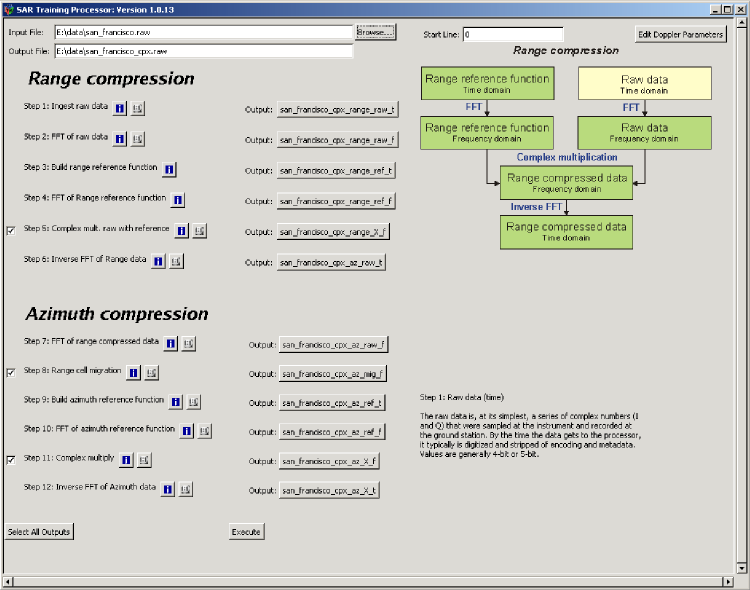 SAR Training Processor: Version 1.0.13
Input File: E:\data\san_francisco.raw Browse...
Output File: E:\data\san_francisco_cpx.raw
Start Line: 0 Edit Doppler Parameters
Range compression
Step 1: Ingest raw data Output: san_francisco_cpx_range_raw_t
Step 2: FFT of raw data Output: san_francisco_cpx_range_raw_f
Step 3: Build range reference function Output: san_francisco_cpx_range_ref_t
Step 4: FFT of Range reference function Output: san_francisco_cpx_range_ref_f
Step 5: Complex mult. raw with reference Output: san_francisco_cpx_range_X_f
Step 6: Inverse FFT of Range data Output: san_francisco_cpx_az_raw_t
Azimuth compression
Step 7: FFT of range compressed data Output: san_francisco_cpx_az_raw_f
Step 8: Range cell migration Output: san_francisco_cpx_az_mig_f
Step 9: Build azimuth reference function Output: san_francisco_cpx_az_ref_t
Step 10: FFT of azimuth reference function Output: san_francisco_cpx_az_ref_f
Step 11: Complex multiply Output: san_francisco_cpx_az_X_f
Step 12: Inverse FFT of Azimuth data Output: san_francisco_cpx_az_X_t
Select All Outputs Execute
Range compression
Range reference function
Time domain
Raw data
Time domain
FFT FFT
Range reference function
Frequency domain
Raw data
Frequency domain
Complex multiplication
Range compressed data
Frequency domain
Inverse FFT
Range compressed data
Time domain
Step 1: Raw data (time)
The raw data is, at its simplest, a series of complex numbers (I
and Q) that were sampled at the instrument and recorded at
the ground station. By the time the data gets to the processor,
it typically is digitized and stripped of encoding and metadata.
Values are generally 4-bit or 5-bit.